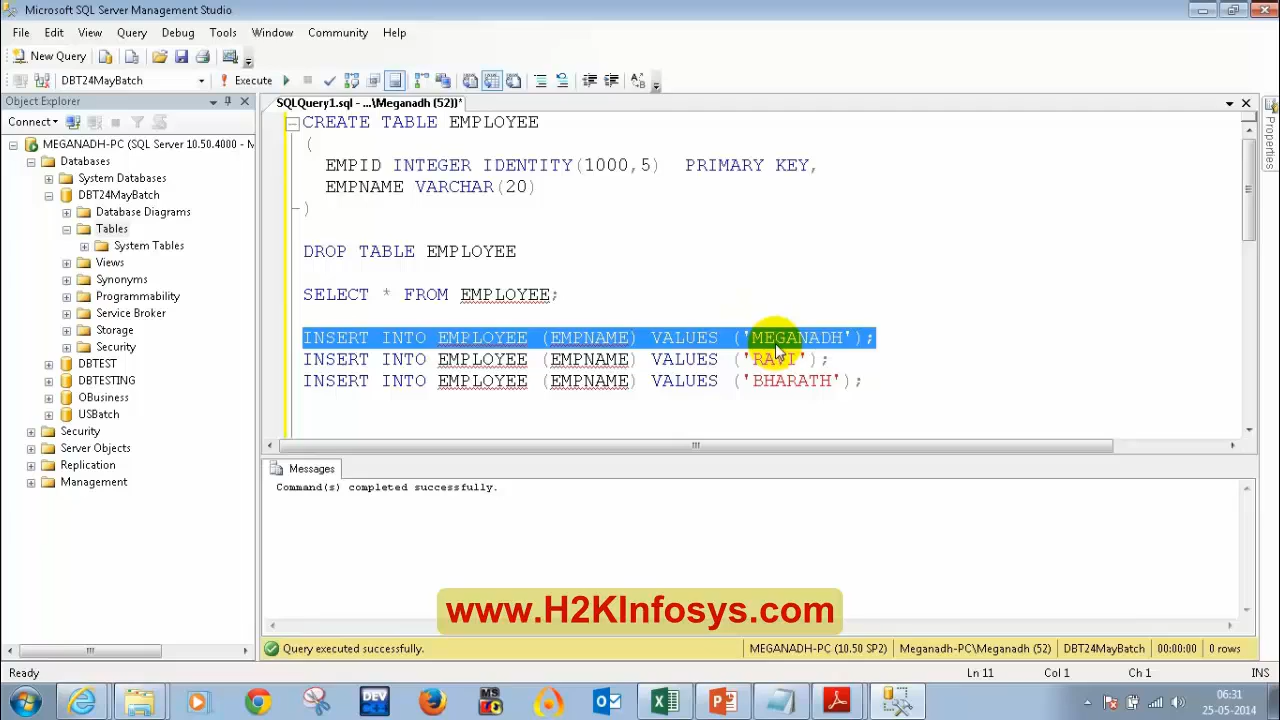 Microsoft SQL Server Management Studio
File Edit View Query Debug Tools Window Community Help
New Query
DBT24MayBatch Execute
Object Explorer
Connect
MEGANADH-PC (SQL Server 10.50.4000 - M
Databases
System Databases
DBT24MayBatch
Database Diagrams
Tables
System Tables
Views
Synonyms
Programmability
Service Broker
Storage
Security
DBTEST
DBTESTING
OBusiness
USBatch
Security
Server Objects
Replication
Management
SQLQuery1.sql - ...\Meganadh (52))*
CREATE TABLE EMPLOYEE
(
EMPID INTEGER IDENTITY(1000,5) PRIMARY KEY,
EMPNAME VARCHAR(20)
)
DROP TABLE EMPLOYEE
SELECT * FROM EMPLOYEE;
INSERT INTO EMPLOYEE (EMPNAME) VALUES ('MEGANADH');
INSERT INTO EMPLOYEE (EMPNAME) VALUES ('RAVI');
INSERT INTO EMPLOYEE (EMPNAME) VALUES ('BHARATH');
Properties
Messages
Command(s) completed successfully.
www.H2KInfosys.com
Query executed successfully. MEGANADH-PC (10.50 SP2) Meganadh-PC\Meganadh (52) DBT24MayBatch 00:00:00 0 rows
Ready Ln 11 Col 1 Ch 1 INS
DEV
MS
06:31
25-05-2014